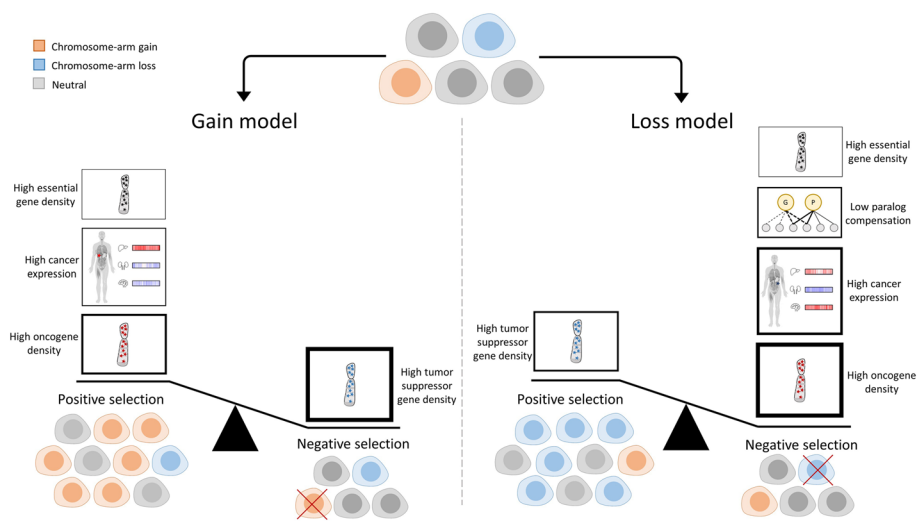 Chromosome-arm gain
Chromosome-arm loss
Neutral
Gain model
High essential
gene density
High cancer
expression
High oncogene
density
High tumor
suppressor
gene density
Positive selection
Negative selection
Loss model
High essential
gene density
G P
Low paralog
compensation
High cancer
expression
High oncogene
density
High tumor
suppressor
gene density
Positive selection
Negative selection